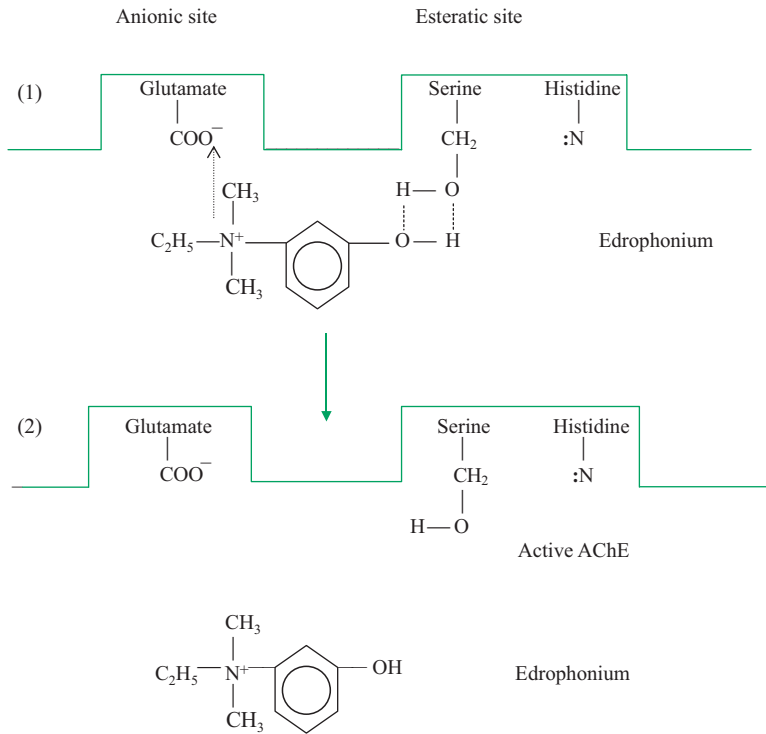 Anionic site Esteratic site
(1) Glutamate Serine Histidine
COO⁻ CH₂ :N
CH₃ H—O
C₂H₅—N⁺ O—H Edrophonium
CH₃
(2) Glutamate Serine Histidine
COO⁻ CH₂ :N
H—O
Active AChE
CH₃
C₂H₅—N⁺ OH Edrophonium
CH₃